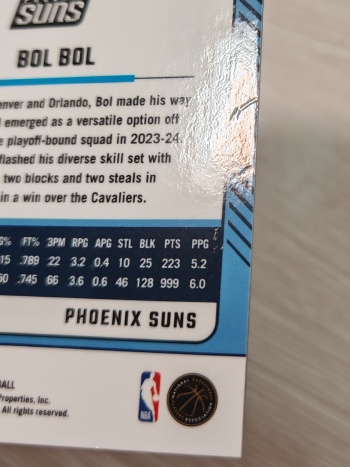 SUNS
BOL BOL
enver and Orlando, Bol made his way
emerged as a versatile option off
playoff-bound squad in 2023-24
flashed his diverse skill set with
two blocks and two steals in
in a win over the Cavaliers.
G% FT% 3PM RPG APG STL BLK PTS PPG
15 .789 22 3.2 0.4 10 25 223 5.2
60 .745 66 3.6 0.6 46 128 999 6.0
PHOENIX SUNS
BALL
Properties, Inc.
All rights reserved.
NBA